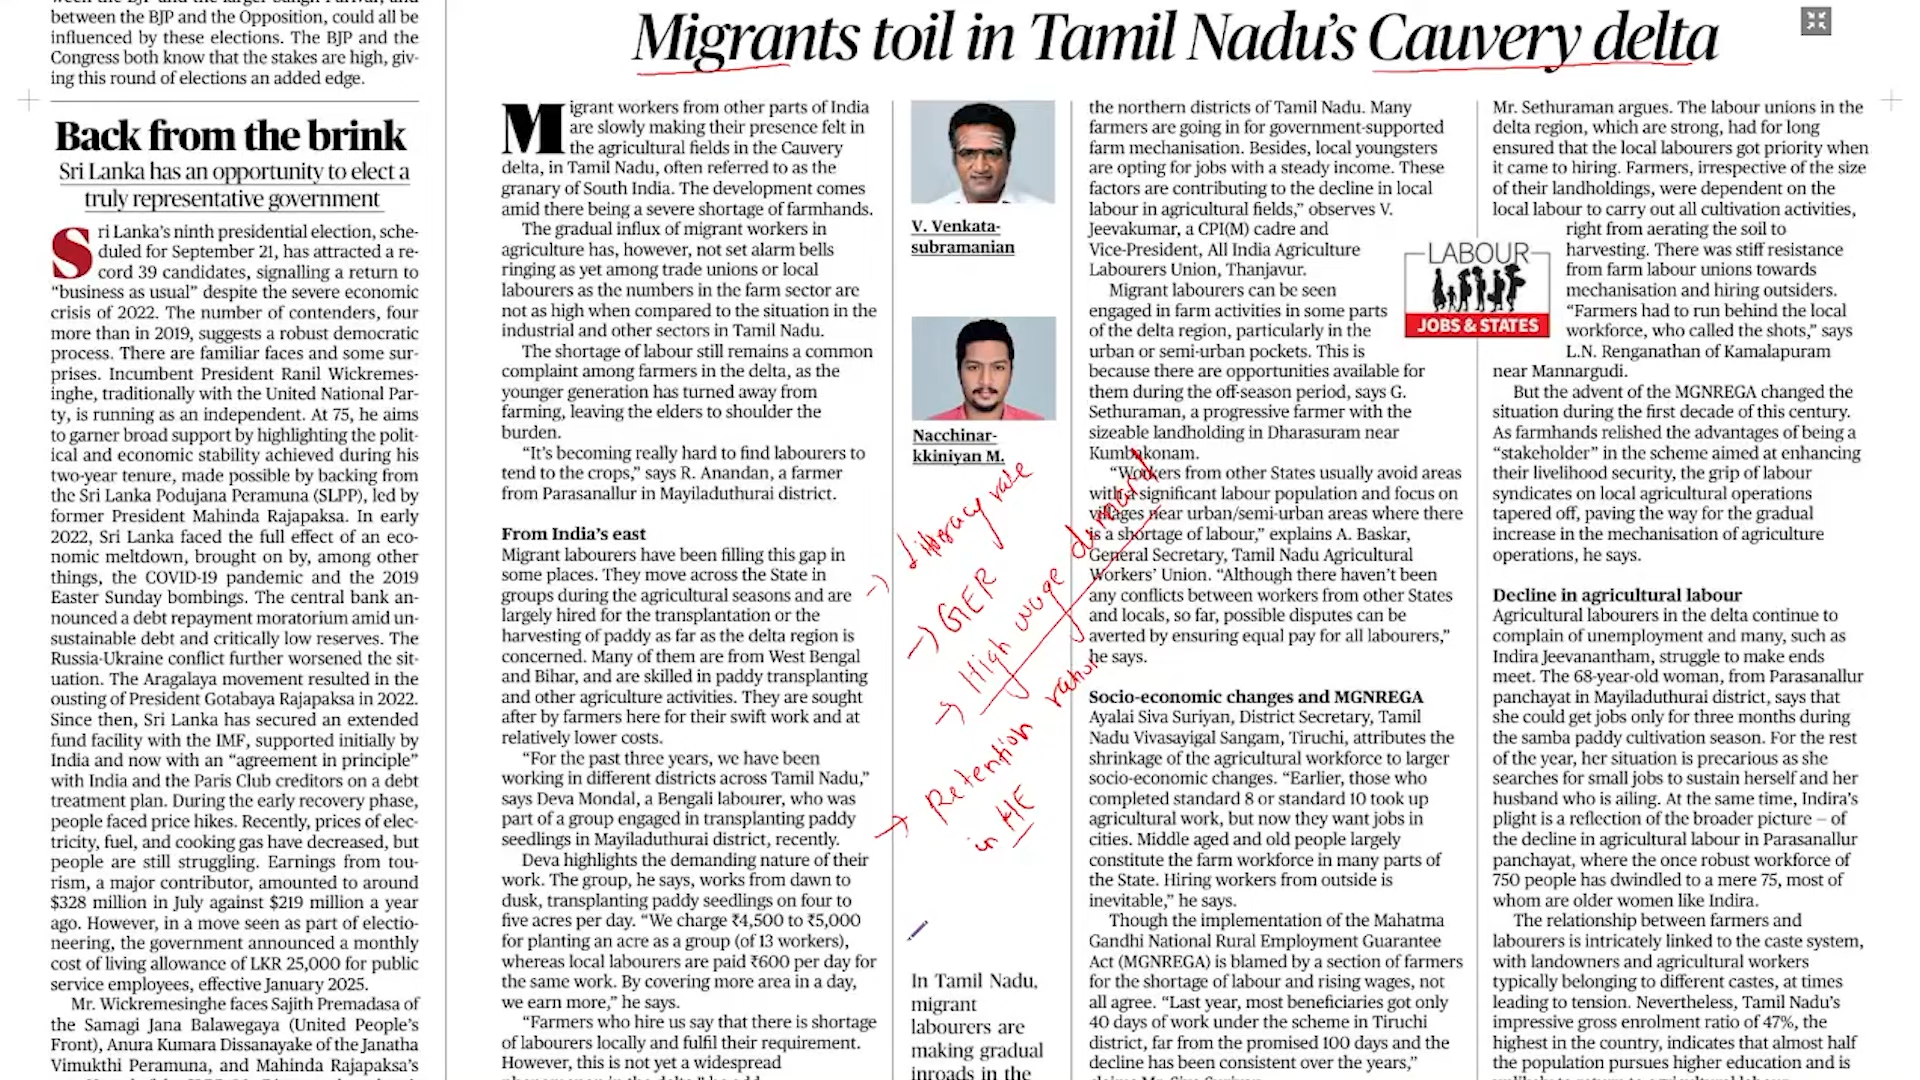 ween the BJP and the larger Sangh Parivar, and
between the BJP and the Opposition, could all be
influenced by these elections. The BJP and the
Congress both know that the stakes are high, giv-
ing this round of elections an added edge.
Back from the brink
Sri Lanka has an opportunity to elect a
truly representative government
Sri Lanka's ninth presidential election, sche-
duled for September 21, has attracted a re-
cord 39 candidates, signalling a return to
"business as usual" despite the severe economic
crisis of 2022. The number of contenders, four
more than in 2019, suggests a robust democratic
process. There are familiar faces and some sur-
prises. Incumbent President Ranil Wickremes-
inghe, traditionally with the United National Par-
ty, is running as an independent. At 75, he aims
to garner broad support by highlighting the polit-
ical and economic stability achieved during his
two-year tenure, made possible by backing from
the Sri Lanka Podujana Peramuna (SLPP), led by
former President Mahinda Rajapaksa. In early
2022, Sri Lanka faced the full effect of an eco-
nomic meltdown, brought on by, among other
things, the COVID-19 pandemic and the 2019
Easter Sunday bombings. The central bank an-
nounced a debt repayment moratorium amid un-
sustainable debt and critically low reserves. The
Russia-Ukraine conflict further worsened the sit-
uation. The Aragalaya movement resulted in the
ousting of President Gotabaya Rajapaksa in 2022.
Since then, Sri Lanka has secured an extended
fund facility with the IMF, supported initially by
India and now with an "agreement in principle"
with India and the Paris Club creditors on a debt
treatment plan. During the early recovery phase,
people faced price hikes. Recently, prices of elec-
tricity, fuel, and cooking gas have decreased, but
people are still struggling. Earnings from tou-
rism, a major contributor, amounted to around
$328 million in July against $219 million a year
ago. However, in a move seen as part of electio-
neering, the government announced a monthly
cost of living allowance of LKR 25,000 for public
service employees, effective January 2025.
Mr. Wickremesinghe faces Sajith Premadasa of
the Samagi Jana Balawegaya (United People's
Front), Anura Kumara Dissanayake of the Janatha
Vimukthi Peramuna, and Mahinda Rajapaksa's
Migrants toil in Tamil Nadu's Cauvery delta
Migrant workers from other parts of India
are slowly making their presence felt in
the agricultural fields in the Cauvery
delta, in Tamil Nadu, often referred to as the
granary of South India. The development comes
amid there being a severe shortage of farmhands.
The gradual influx of migrant workers in
agriculture has, however, not set alarm bells
ringing as yet among trade unions or local
labourers as the numbers in the farm sector are
not as high when compared to the situation in the
industrial and other sectors in Tamil Nadu.
The shortage of labour still remains a common
complaint among farmers in the delta, as the
younger generation has turned away from
farming, leaving the elders to shoulder the
burden.
"It's becoming really hard to find labourers to
tend to the crops," says R. Anandan, a farmer
from Parasanallur in Mayiladuthurai district.
From India's east
Migrant labourers have been filling this gap in
some places. They move across the State in
groups during the agricultural seasons and are
largely hired for the transplantation or the
harvesting of paddy as far as the delta region is
concerned. Many of them are from West Bengal
and Bihar, and are skilled in paddy transplanting
and other agriculture activities. They are sought
after by farmers here for their swift work and at
relatively lower costs.
"For the past three years, we have been
working in different districts across Tamil Nadu,"
says Deva Mondal, a Bengali labourer, who was
part of a group engaged in transplanting paddy
seedlings in Mayiladuthurai district, recently.
Deva highlights the demanding nature of their
work. The group, he says, works from dawn to
dusk, transplanting paddy seedlings on four to
five acres per day. "We charge ₹4,500 to ₹5,000
for planting an acre as a group (of 13 workers),
whereas local labourers are paid ₹600 per day for
the same work. By covering more area in a day,
we earn more," he says.
"Farmers who hire us say that there is shortage
of labourers locally and fulfil their requirement.
However, this is not yet a widespread
V. Venkata-
subramanian
Nacchinar-
kkiniyan M.
→ Literacy rate
→ GER
→ High wage demand
→ Retention ration
in HE
In Tamil Nadu,
migrant
labourers are
making gradual
inroads in the
the northern districts of Tamil Nadu. Many
farmers are going in for government-supported
farm mechanisation. Besides, local youngsters
are opting for jobs with a steady income. These
factors are contributing to the decline in local
labour in agricultural fields," observes V.
Jeevakumar, a CPI(M) cadre and
Vice-President, All India Agriculture
Labourers Union, Thanjavur.
Migrant labourers can be seen
engaged in farm activities in some parts
of the delta region, particularly in the
urban or semi-urban pockets. This is
because there are opportunities available for
them during the off-season period, says G.
Sethuraman, a progressive farmer with the
sizeable landholding in Dharasuram near
Kumbakonam.
"Workers from other States usually avoid areas
with a significant labour population and focus on
villages near urban/semi-urban areas where there
is a shortage of labour," explains A. Baskar,
General Secretary, Tamil Nadu Agricultural
Workers' Union. "Although there haven't been
any conflicts between workers from other States
and locals, so far, possible disputes can be
averted by ensuring equal pay for all labourers,"
he says.
Socio-economic changes and MGNREGA
Ayalai Siva Suriyan, District Secretary, Tamil
Nadu Vivasayigal Sangam, Tiruchi, attributes the
shrinkage of the agricultural workforce to larger
socio-economic changes. "Earlier, those who
completed standard 8 or standard 10 took up
agricultural work, but now they want jobs in
cities. Middle aged and old people largely
constitute the farm workforce in many parts of
the State. Hiring workers from outside is
inevitable," he says.
Though the implementation of the Mahatma
Gandhi National Rural Employment Guarantee
Act (MGNREGA) is blamed by a section of farmers
for the shortage of labour and rising wages, not
all agree. "Last year, most beneficiaries got only
40 days of work under the scheme in Tiruchi
district, far from the promised 100 days and the
decline has been consistent over the years,"
LABOUR
JOBS & STATES
Mr. Sethuraman argues. The labour unions in the
delta region, which are strong, had for long
ensured that the local labourers got priority when
it came to hiring. Farmers, irrespective of the size
of their landholdings, were dependent on the
local labour to carry out all cultivation activities,
right from aerating the soil to
harvesting. There was stiff resistance
from farm labour unions towards
mechanisation and hiring outsiders.
"Farmers had to run behind the local
workforce, who called the shots," says
L.N. Renganathan of Kamalapuram
near Mannargudi.
But the advent of the MGNREGA changed the
situation during the first decade of this century.
As farmhands relished the advantages of being a
"stakeholder" in the scheme aimed at enhancing
their livelihood security, the grip of labour
syndicates on local agricultural operations
tapered off, paving the way for the gradual
increase in the mechanisation of agriculture
operations, he says.
Decline in agricultural labour
Agricultural labourers in the delta continue to
complain of unemployment and many, such as
Indira Jeevanantham, struggle to make ends
meet. The 68-year-old woman, from Parasanallur
panchayat in Mayiladuthurai district, says that
she could get jobs only for three months during
the samba paddy cultivation season. For the rest
of the year, her situation is precarious as she
searches for small jobs to sustain herself and her
husband who is ailing. At the same time, Indira's
plight is a reflection of the broader picture – of
the decline in agricultural labour in Parasanallur
panchayat, where the once robust workforce of
750 people has dwindled to a mere 75, most of
whom are older women like Indira.
The relationship between farmers and
labourers is intricately linked to the caste system,
with landowners and agricultural workers
typically belonging to different castes, at times
leading to tension. Nevertheless, Tamil Nadu's
impressive gross enrolment ratio of 47%, the
highest in the country, indicates that almost half
the population pursues higher education and is